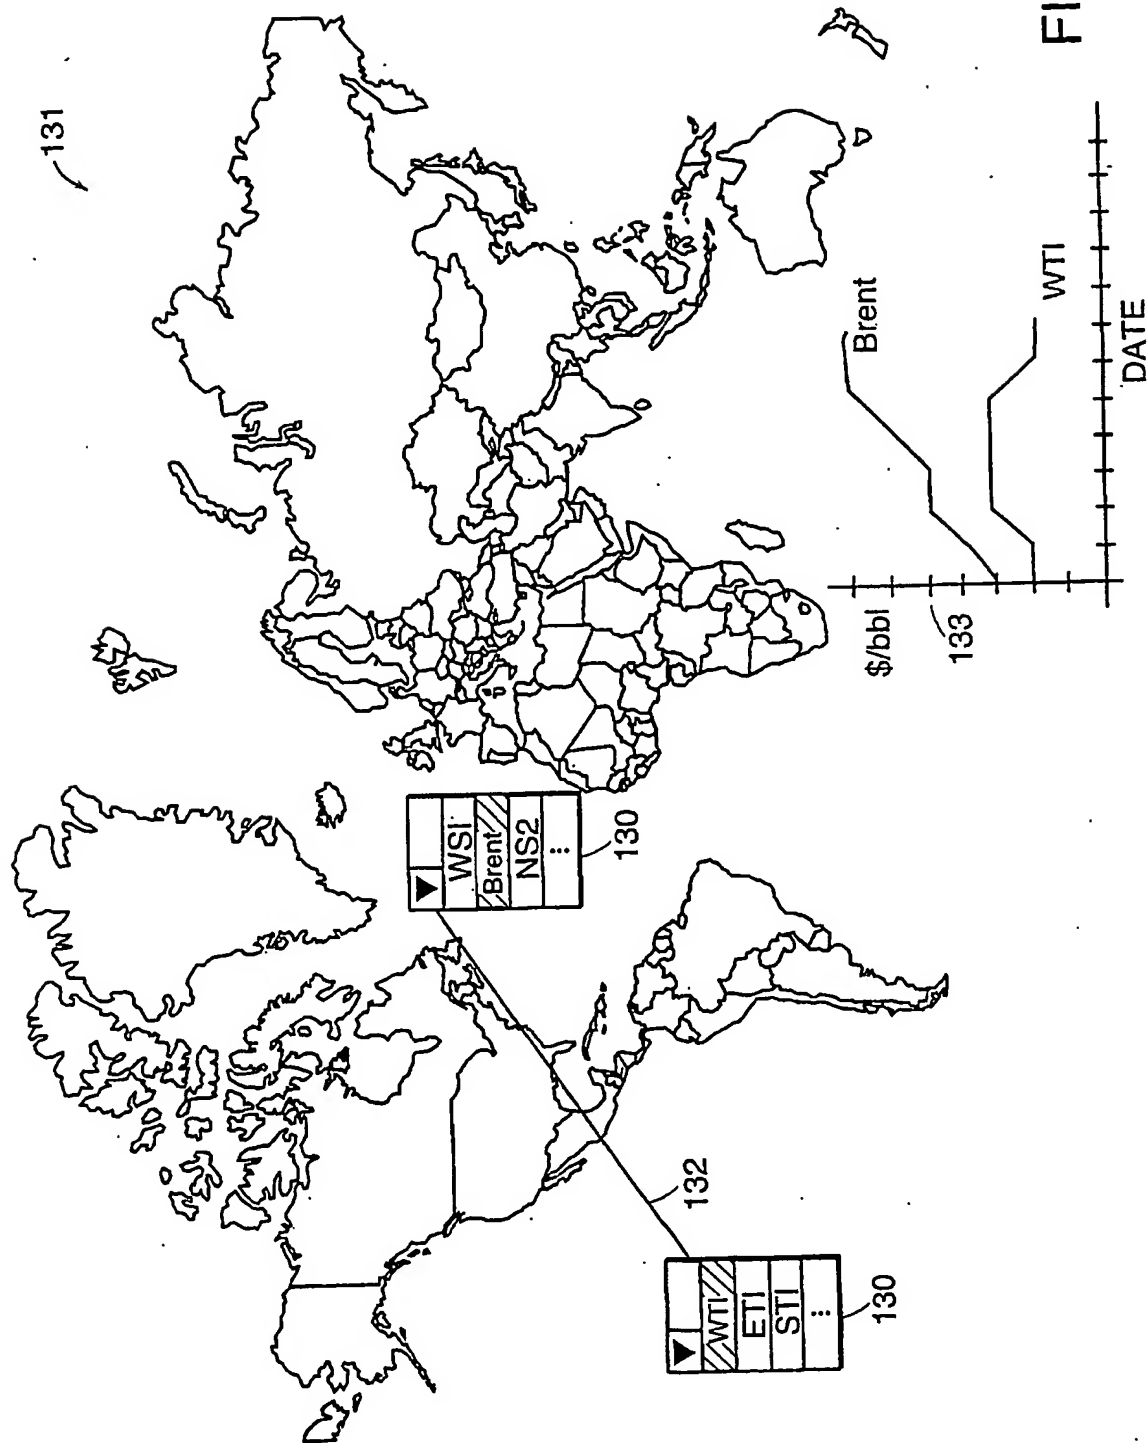 131
▼
WSI
Brent
NS2
⋮
130
132
▼
WTI
ETI
STI
⋮
130
$/bbl
133
Brent
WTI
DATE
FI